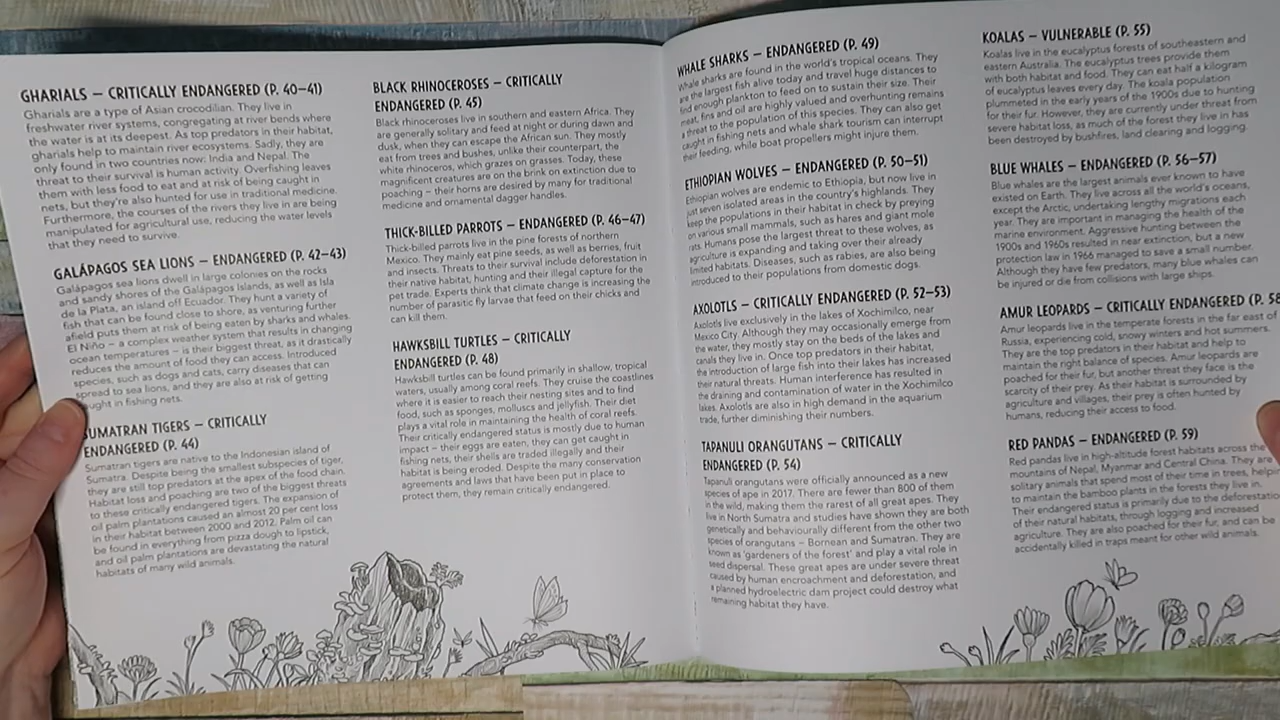 GHARIALS – CRITICALLY ENDANGERED (P. 40–41)
Gharials are a type of Asian crocodilian. They live in
freshwater river systems, congregating at river bends where
the water is at its deepest. As top predators in their habitat,
gharials help to maintain river ecosystems. Sadly, they are
only found in two countries now: India and Nepal. The
threat to their survival is human activity. Overfishing leaves
them with less food to eat and at risk of being caught in
nets, but they're also hunted for use in traditional medicine.
Furthermore, the courses of the rivers they live in are being
manipulated for agricultural use, reducing the water levels
that they need to survive.
GALÁPAGOS SEA LIONS – ENDANGERED (P. 42–43)
Galápagos sea lions dwell in large colonies on the rocks
and sandy shores of the Galápagos Islands, as well as Isla
de la Plata, an island off Ecuador. They hunt a variety of
fish that can be found close to shore, as venturing further
afield puts them at risk of being eaten by sharks and whales.
El Niño – a complex weather system that results in changing
ocean temperatures – is their biggest threat, as it drastically
reduces the amount of food they can access. Introduced
species, such as dogs and cats, carry diseases that can
spread to sea lions, and they are also at risk of getting
caught in fishing nets.
SUMATRAN TIGERS – CRITICALLY
ENDANGERED (P. 44)
Sumatran tigers are native to the Indonesian island of
Sumatra. Despite being the smallest subspecies of tiger,
they are still top predators at the apex of the food chain.
Habitat loss and poaching are two of the biggest threats
to these critically endangered tigers. The expansion of
oil palm plantations caused an almost 20 per cent loss
in their habitat between 2000 and 2012. Palm oil can
be found in everything from pizza dough to lipstick,
and oil palm plantations are devastating the natural
habitats of many wild animals.
BLACK RHINOCEROSES – CRITICALLY
ENDANGERED (P. 45)
Black rhinoceroses live in southern and eastern Africa. They
are generally solitary and feed at night or during dawn and
dusk, when they can escape the African sun. They mostly
eat from trees and bushes, unlike their counterpart, the
white rhinoceros, which grazes on grasses. Today, these
magnificent creatures are on the brink on extinction due to
poaching – their horns are desired by many for traditional
medicine and ornamental dagger handles.
THICK-BILLED PARROTS – ENDANGERED (P. 46–47)
Thick-billed parrots live in the pine forests of northern
Mexico. They mainly eat pine seeds, as well as berries, fruit
and insects. Threats to their survival include deforestation in
their native habitat, hunting and their illegal capture for the
pet trade. Experts think that climate change is increasing the
number of parasitic fly larvae that feed on their chicks and
can kill them.
HAWKSBILL TURTLES – CRITICALLY
ENDANGERED (P. 48)
Hawksbill turtles can be found primarily in shallow, tropical
waters, usually among coral reefs. They cruise the coastlines
where it is easier to reach their nesting sites and to find
food, such as sponges, molluscs and jellyfish. Their diet
plays a vital role in maintaining the health of coral reefs.
Their critically endangered status is mostly due to human
impact – their eggs are eaten, they can get caught in
fishing nets, their shells are traded illegally and their
habitat is being eroded. Despite the many conservation
agreements and laws that have been put in place to
protect them, they remain critically endangered.
WHALE SHARKS – ENDANGERED (P. 49)
Whale sharks are found in the world's tropical oceans. They
are the largest fish alive today and travel huge distances to
find enough plankton to feed on to sustain their size. Their
meat, fins and oil are highly valued and overhunting remains
a threat to the population of this species. They can also get
caught in fishing nets and whale shark tourism can interrupt
their feeding, while boat propellers might injure them.
ETHIOPIAN WOLVES – ENDANGERED (P. 50–51)
Ethiopian wolves are endemic to Ethiopia, but now live in
just seven isolated areas in the country's highlands. They
keep the populations in their habitat in check by preying
on various small mammals, such as hares and giant mole
rats. Humans pose the largest threat to these wolves, as
agriculture is expanding and taking over their already
limited habitats. Diseases, such as rabies, are also being
introduced to their populations from domestic dogs.
AXOLOTLS – CRITICALLY ENDANGERED (P. 52–53)
Axolotls live exclusively in the lakes of Xochimilco, near
Mexico City. Although they may occasionally emerge from
the water, they mostly stay on the beds of the lakes and
canals they live in. Once top predators in their habitat,
the introduction of large fish into their lakes has increased
their natural threats. Human interference has resulted in
the draining and contamination of water in the Xochimilco
lakes. Axolotls are also in high demand in the aquarium
trade, further diminishing their numbers.
TAPANULI ORANGUTANS – CRITICALLY
ENDANGERED (P. 54)
Tapanuli orangutans were officially announced as a new
species of ape in 2017. There are fewer than 800 of them
in the wild, making them the rarest of all great apes. They
live in North Sumatra and studies have shown they are both
genetically and behaviourally different from the other two
species of orangutans – Bornean and Sumatran. They are
known as 'gardeners of the forest' and play a vital role in
seed dispersal. These great apes are under severe threat
caused by human encroachment and deforestation, and
a planned hydroelectric dam project could destroy what
remaining habitat they have.
KOALAS – VULNERABLE (P. 55)
Koalas live in the eucalyptus forests of southeastern and
eastern Australia. The eucalyptus trees provide them
with both habitat and food. They can eat half a kilogram
of eucalyptus leaves every day. The koala population
plummeted in the early years of the 1900s due to hunting
for their fur. However, they are currently under threat from
severe habitat loss, as much of the forest they live in has
been destroyed by bushfires, land clearing and logging.
BLUE WHALES – ENDANGERED (P. 56–57)
Blue whales are the largest animals ever known to have
existed on Earth. They live across all the world's oceans,
except the Arctic, undertaking lengthy migrations each
year. They are important in managing the health of the
marine environment. Aggressive hunting between the
1900s and 1960s resulted in near extinction, but a new
protection law in 1966 managed to save a small number.
Although they have few predators, many blue whales can
be injured or die from collisions with large ships.
AMUR LEOPARDS – CRITICALLY ENDANGERED (P. 58
Amur leopards live in the temperate forests in the far east of
Russia, experiencing cold, snowy winters and hot summers.
They are the top predators in their habitat and help to
maintain the right balance of species. Amur leopards are
poached for their fur, but another threat they face is the
scarcity of their prey. As their habitat is surrounded by
agriculture and villages, their prey is often hunted by
humans, reducing their access to food.
RED PANDAS – ENDANGERED (P. 59)
Red pandas live in high-altitude forest habitats across the
mountains of Nepal, Myanmar and Central China. They are
solitary animals that spend most of their time in trees, helpi
to maintain the bamboo plants in the forests they live in.
Their endangered status is primarily due to the deforestatio
of their natural habitats, through logging and increased
agriculture. They are also poached for their fur, and can be
accidentally killed in traps meant for other wild animals.